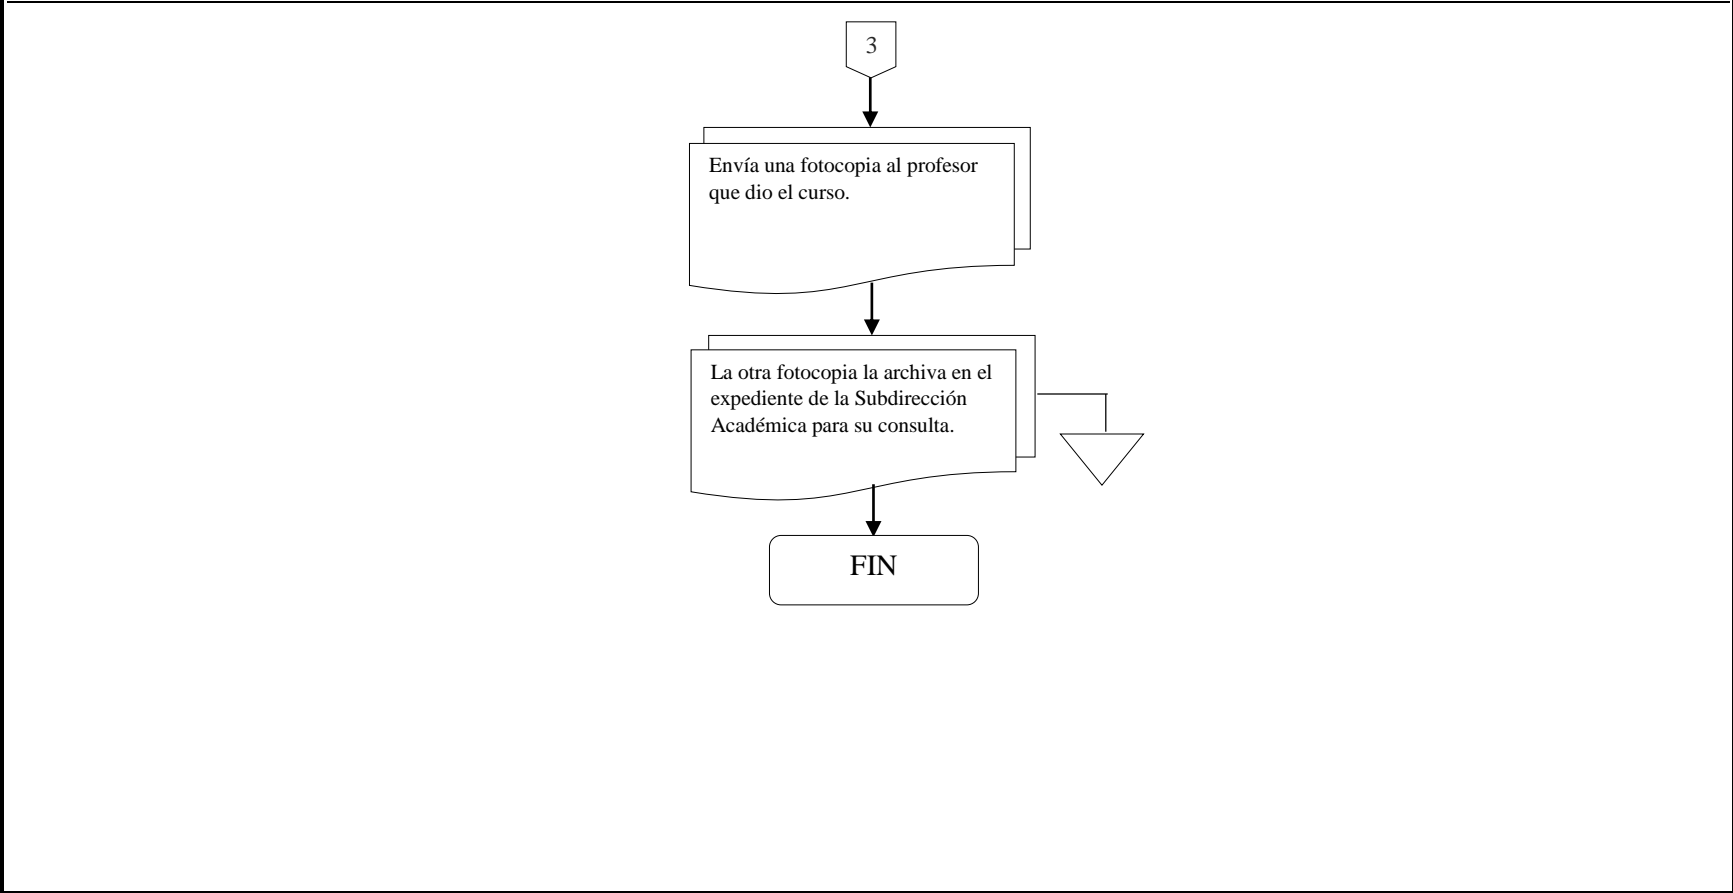 3
Envía una fotocopia al profesor
que dio el curso.
La otra fotocopia la archiva en el
expediente de la Subdirección
Académica para su consulta.
FIN